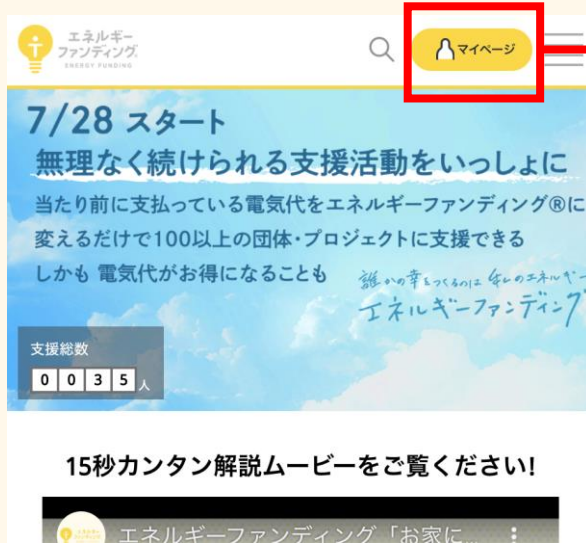 エネルギー
ファンディング
ENERGY FUNDING
マイページ
7/28 スタート
無理なく続けられる支援活動をいっしょに
当たり前に支払っている電気代をエネルギーファンディング®に
変えるだけで100以上の団体・プロジェクトに支援できる
しかも 電気代がお得になることも
誰かの幸をつくるのは 年しのエネルギー
エネルギーファンディング
支援総数
0035人
15秒カンタン解説ムービーをご覧ください!
エネルギーファンディング「お家に...